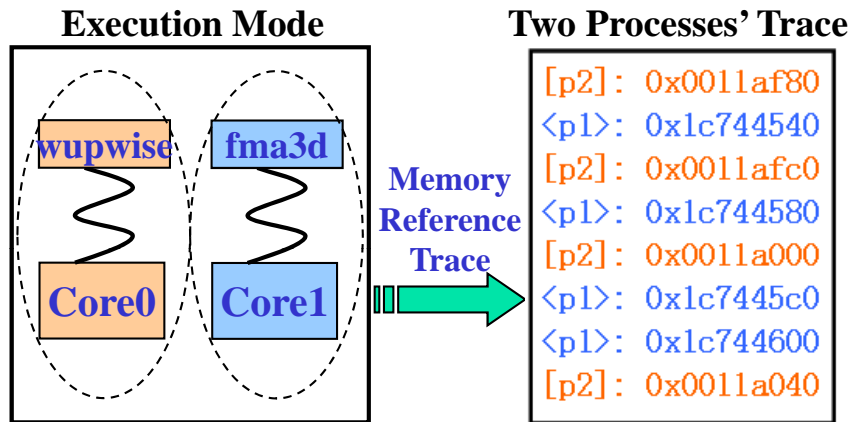 Execution Mode
wupwise
fma3d
Core0
Core1
Memory
Reference
Trace
Two Processes’ Trace
[p2]: 0x0011af80
<p1>: 0x1c744540
[p2]: 0x0011afc0
<p1>: 0x1c744580
[p2]: 0x0011a000
<p1>: 0x1c7445c0
<p1>: 0x1c744600
[p2]: 0x0011a040